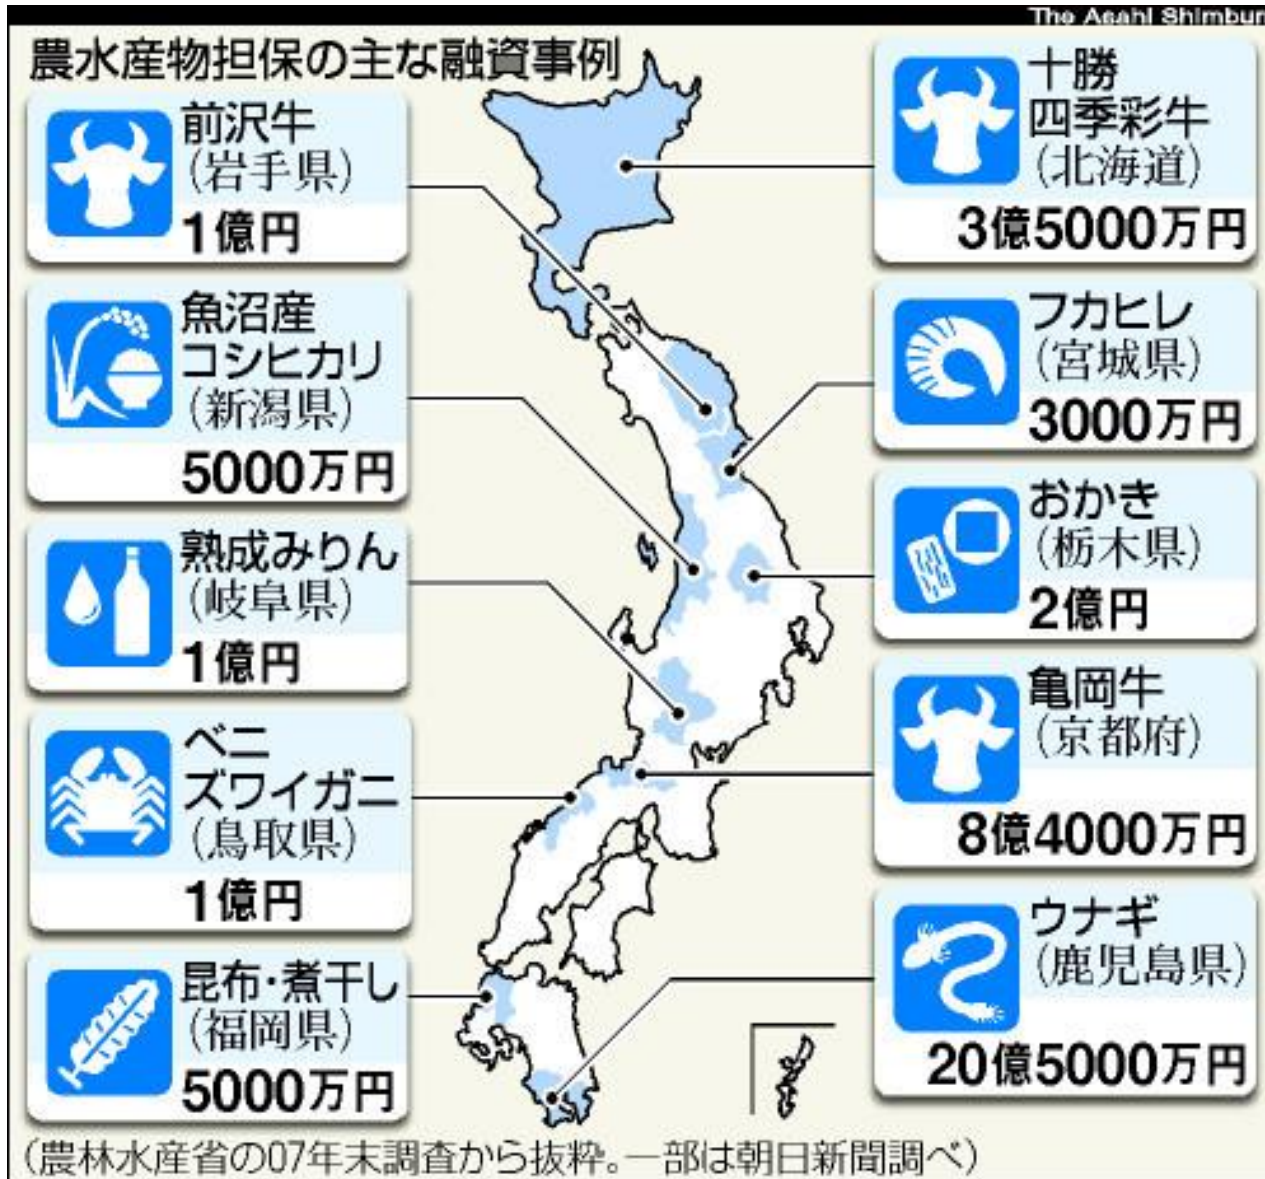 The Asahi Shimbun
農水産物担保の主な融資事例
前沢牛
(岩手県)
1億円
魚沼産
コシヒカリ
(新潟県)
5000万円
熟成みりん
(岐阜県)
1億円
ベニ
ズワイガニ
(鳥取県)
1億円
昆布・煮干し
(福岡県)
5000万円
十勝
四季彩牛
(北海道)
3億5000万円
フカヒレ
(宮城県)
3000万円
おかき
(栃木県)
2億円
亀岡牛
(京都府)
8億4000万円
ウナギ
(鹿児島県)
20億5000万円
(農林水産省の07年末調査から抜粋。一部は朝日新聞調べ)